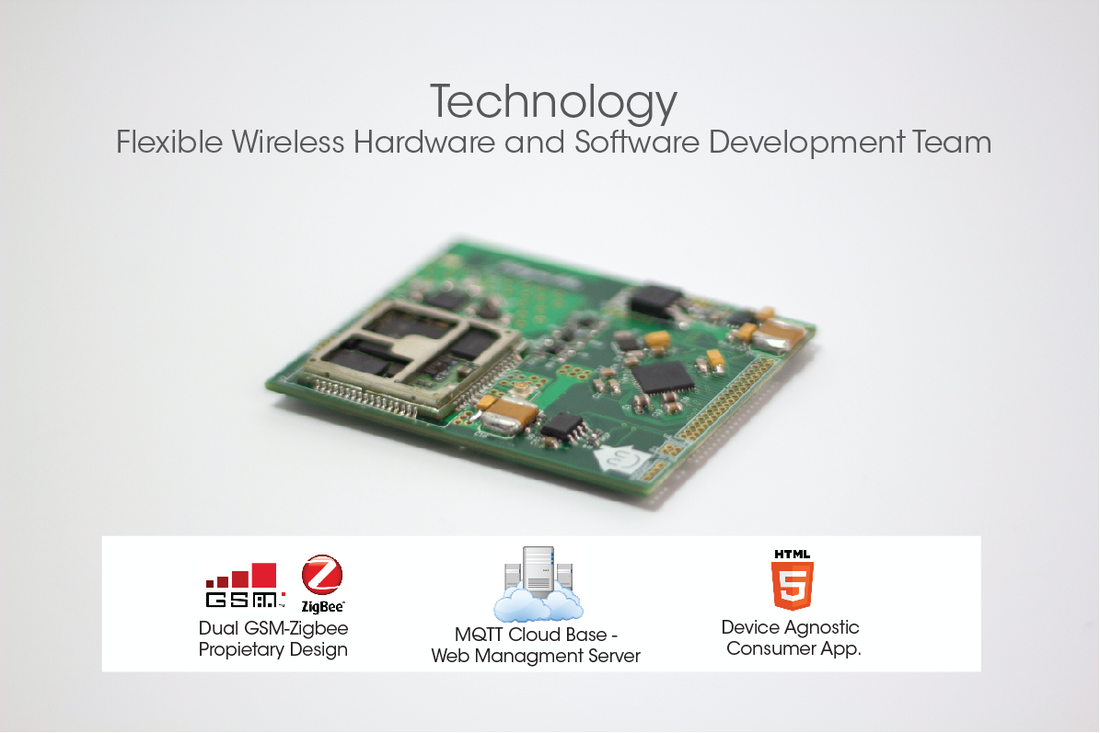 Technology
Flexible Wireless Hardware and Software Development Team
GSM
ZigBee
HTML
5
Dual GSM-Zigbee
Propietary Design
MQTT Cloud Base -
Web Managment Server
Device Agnostic
Consumer App.